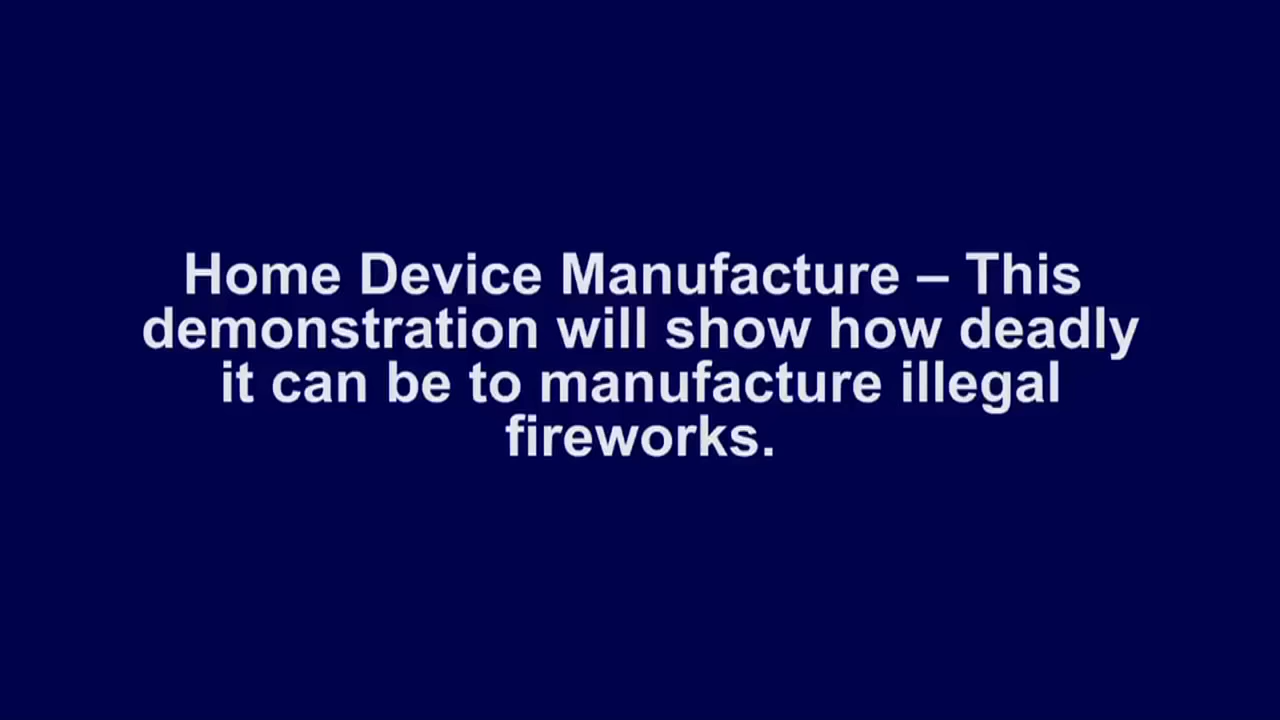 Home Device Manufacture – This
demonstration will show how deadly
it can be to manufacture illegal
fireworks.